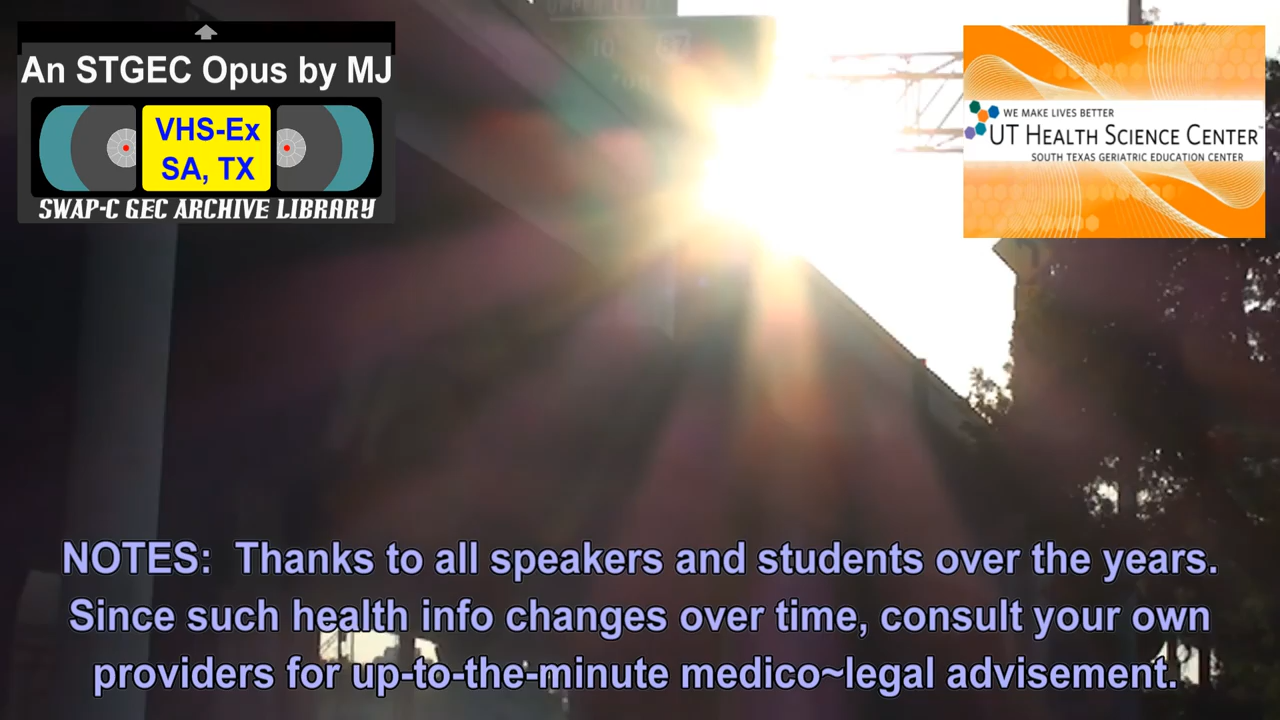 An STGEC Opus by MJ
VHS-Ex
SA, TX
SWAP-C GEC ARCHIVE LIBRARY
WE MAKE LIVES BETTER
UT HEALTH SCIENCE CENTER™
SOUTH TEXAS GERIATRIC EDUCATION CENTER
NOTES: Thanks to all speakers and students over the years.
Since such health info changes over time, consult your own
providers for up-to-the-minute medico~legal advisement.